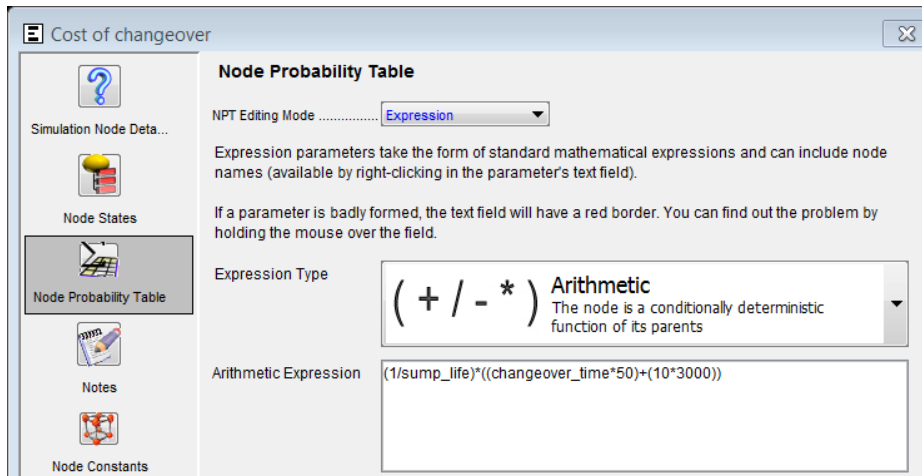 Cost of changeover
Simulation Node Deta...
Node States
Node Probability Table
Notes
Node Constants
Node Probability Table
NPT Editing Mode ................ Expression
Expression parameters take the form of standard mathematical expressions and can include node
names (available by right-clicking in the parameter's text field).
If a parameter is badly formed, the text field will have a red border. You can find out the problem by
holding the mouse over the field.
Expression Type
( + / - * ) Arithmetic
The node is a conditionally deterministic
function of its parents
Arithmetic Expression (1/sump_life)*((changeover_time*50)+(10*3000))